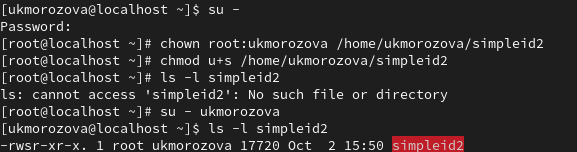 [ukmorozova@localhost ~]$ su -
Password:
[root@localhost ~]# chown root:ukmorozova /home/ukmorozova/simpleid2
[root@localhost ~]# chmod u+s /home/ukmorozova/simpleid2
[root@localhost ~]# ls -l simpleid2
ls: cannot access 'simpleid2': No such file or directory
[root@localhost ~]# su - ukmorozova
[ukmorozova@localhost ~]$ ls -l simpleid2
-rwsr-xr-x. 1 root ukmorozova 17720 Oct  2 15:50 simpleid2